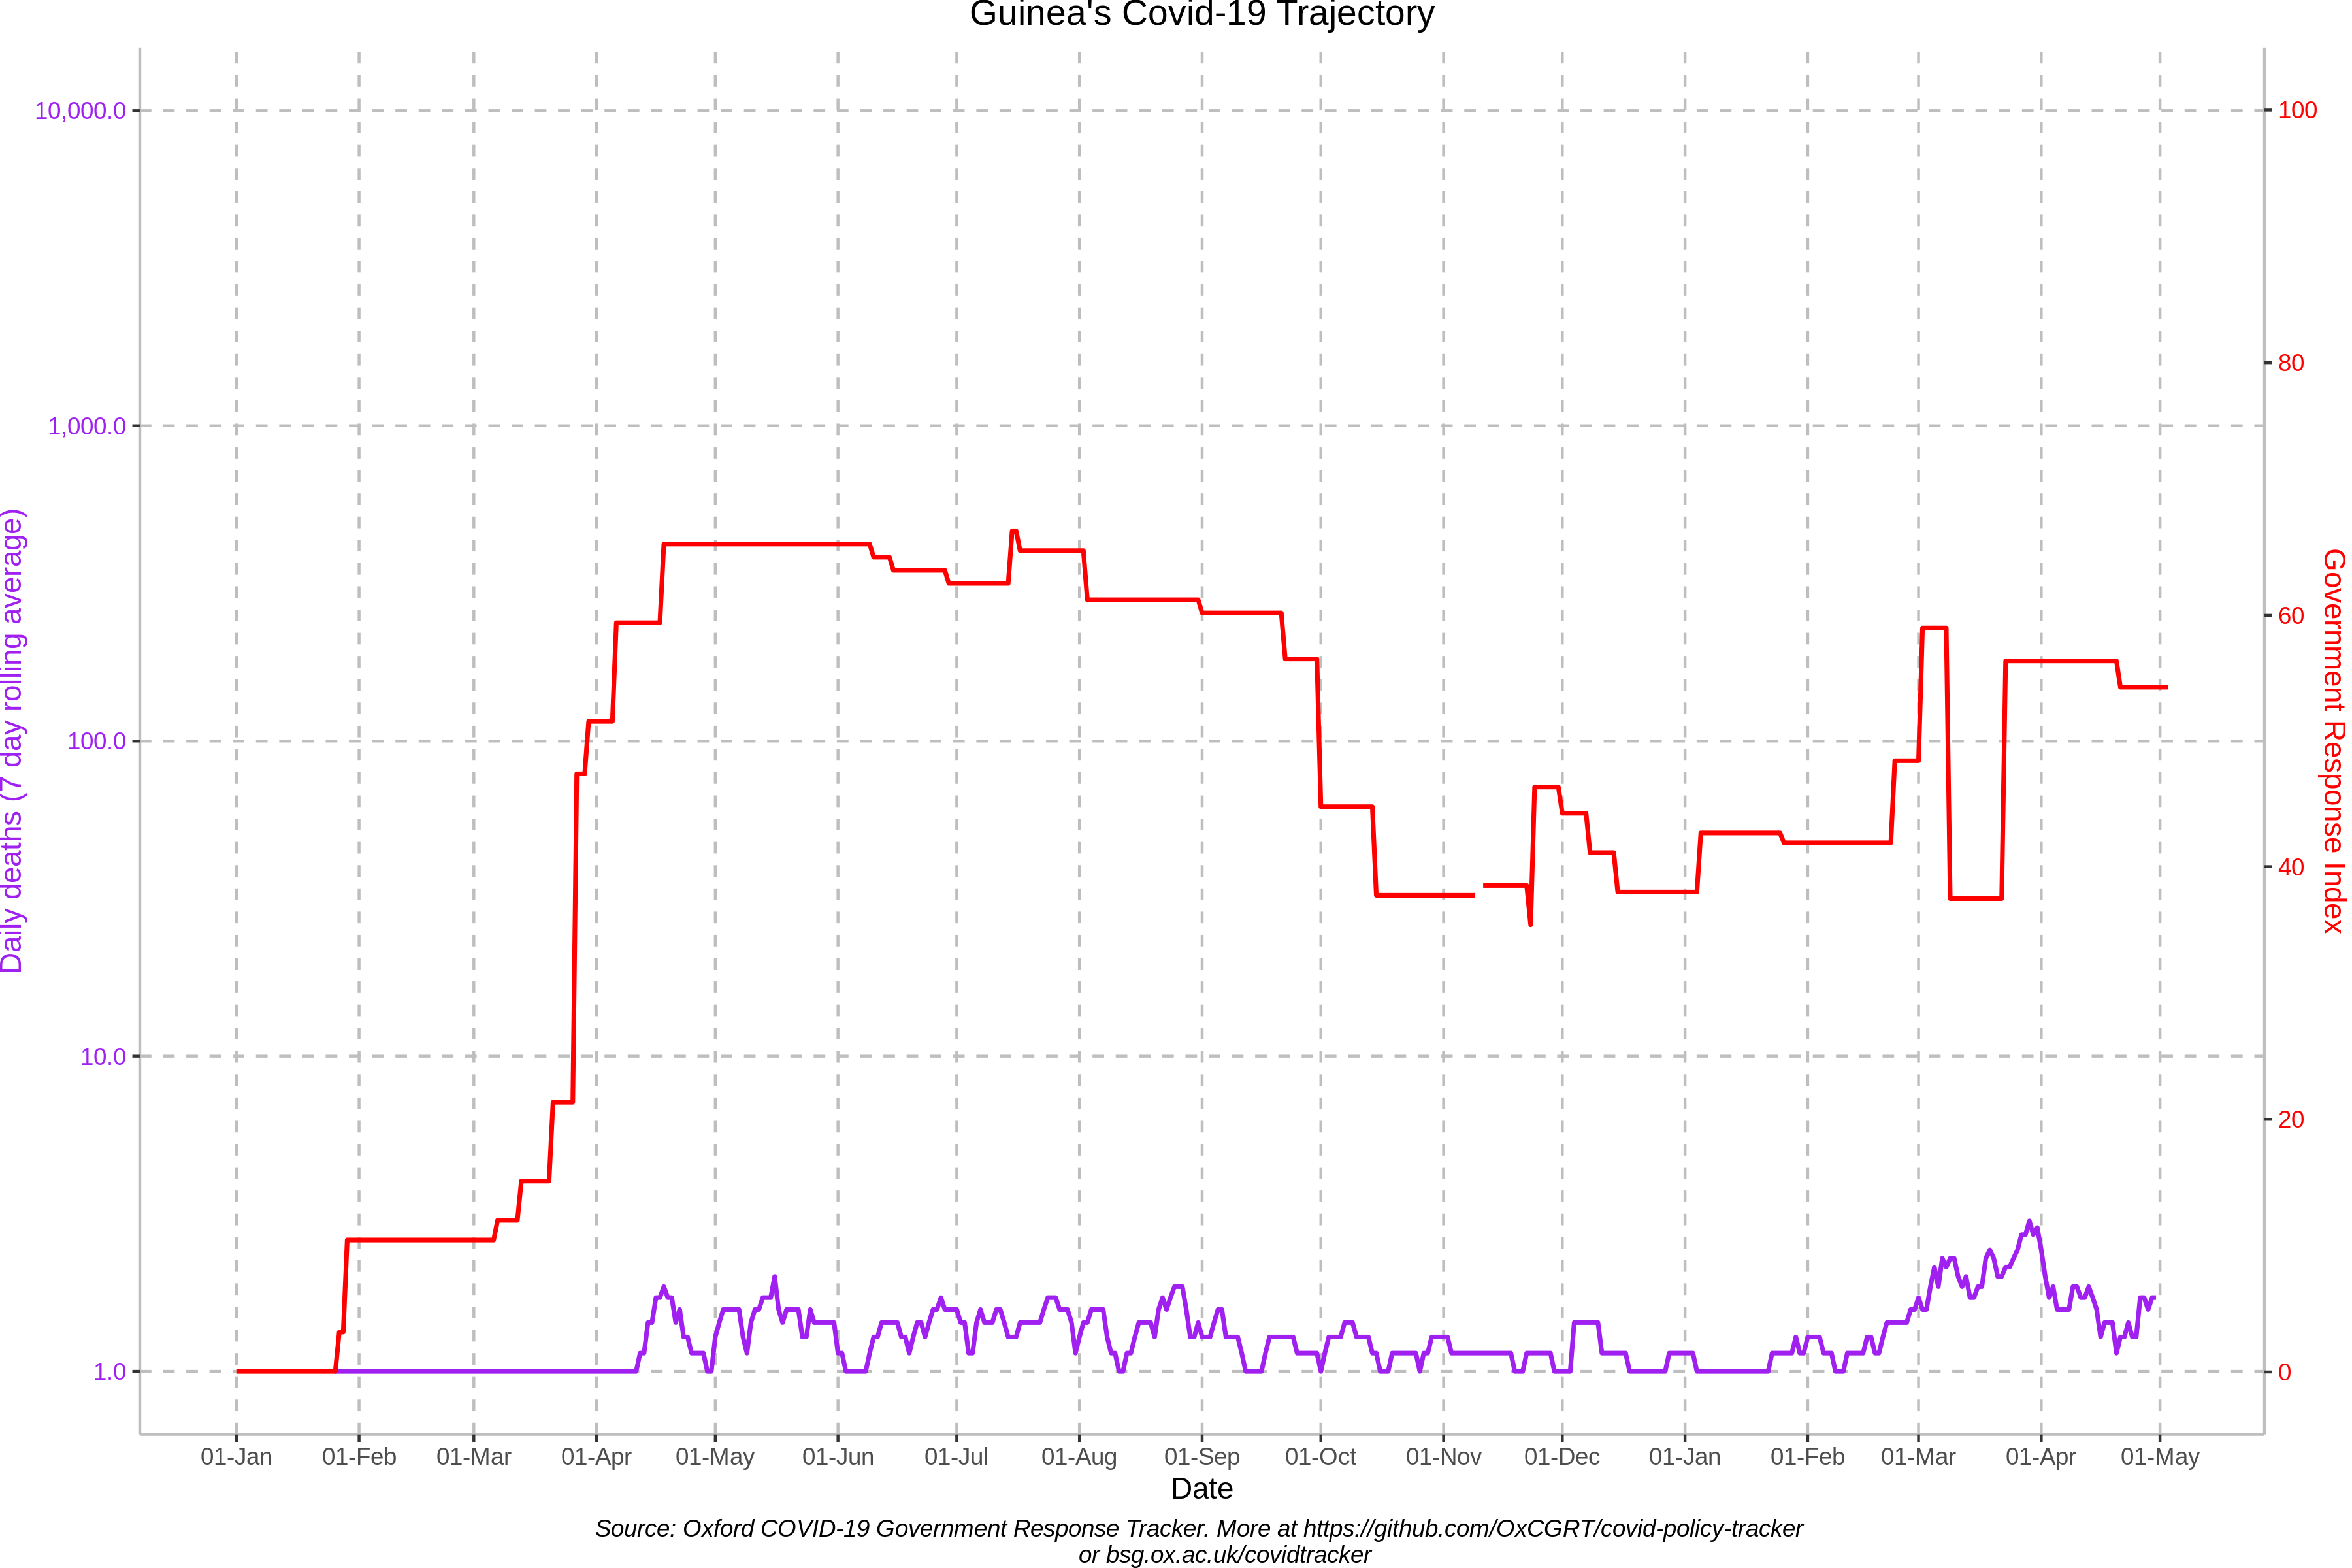 Guinea's Covid-19 Trajectory
10,000.0
1,000.0
100.0
10.0
1.0
Daily deaths (7 day rolling average)
100
80
60
40
20
0
Government Response Index
01-Jan 01-Feb 01-Mar 01-Apr 01-May 01-Jun 01-Jul 01-Aug 01-Sep 01-Oct 01-Nov 01-Dec 01-Jan 01-Feb 01-Mar 01-Apr 01-May
Date
Source: Oxford COVID-19 Government Response Tracker. More at https://github.com/OxCGRT/covid-policy-tracker
or bsg.ox.ac.uk/covidtracker